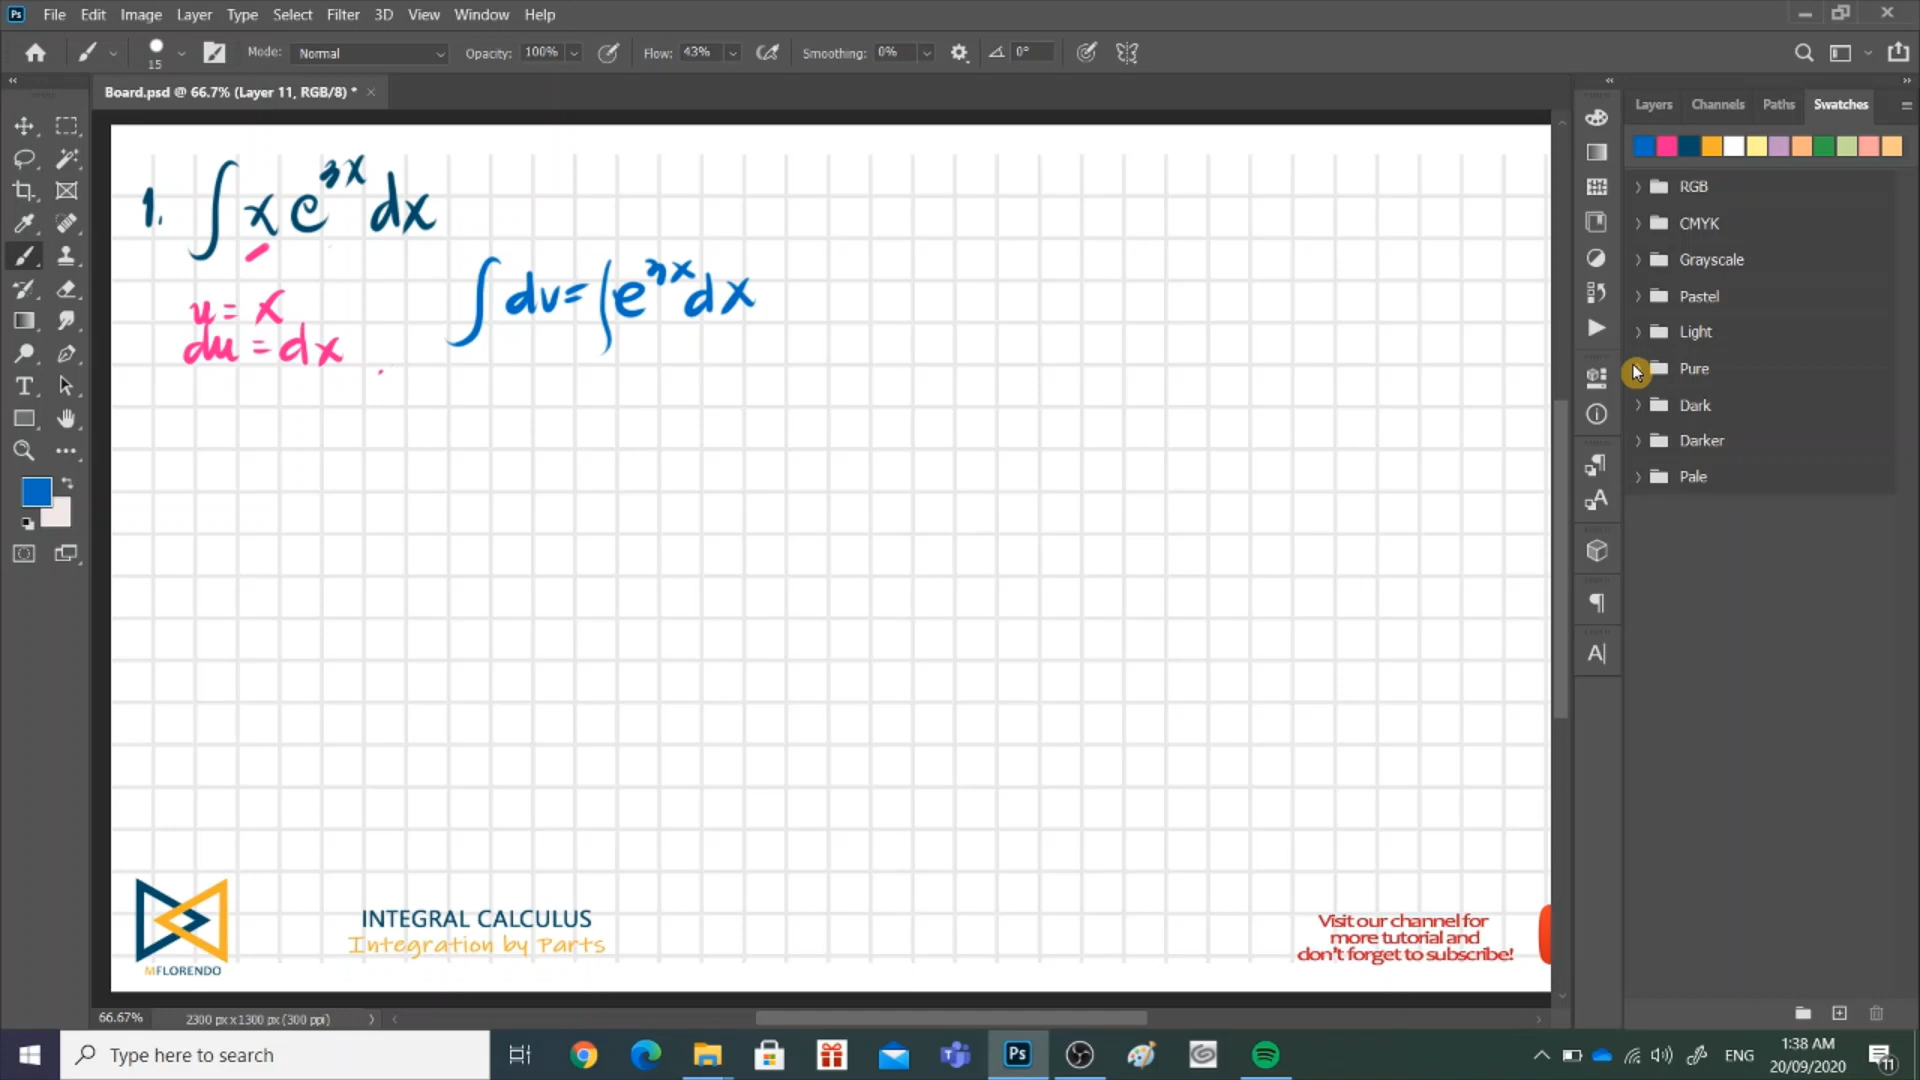 Ps File Edit Image Layer Type Select Filter 3D View Window Help
15 Mode: Normal Opacity: 100% Flow: 43% Smoothing: 0% 0°
Board.psd @ 66.7% (Layer 11, RGB/8) *
Layers Channels Paths Swatches
RGB
CMYK
Grayscale
Pastel
Light
Pure
Dark
Darker
Pale
1. ∫ x e^{3x} dx
u = x
du = dx
∫ dv = ∫ e^{3x} dx
MFLORENDO
INTEGRAL CALCULUS
Integration by Parts
Visit our channel for
more tutorial and
don't forget to subscribe!
66.67% 2300 px x 1300 px (300 ppi)
Type here to search
Ps
ENG
1:38 AM
20/09/2020
11